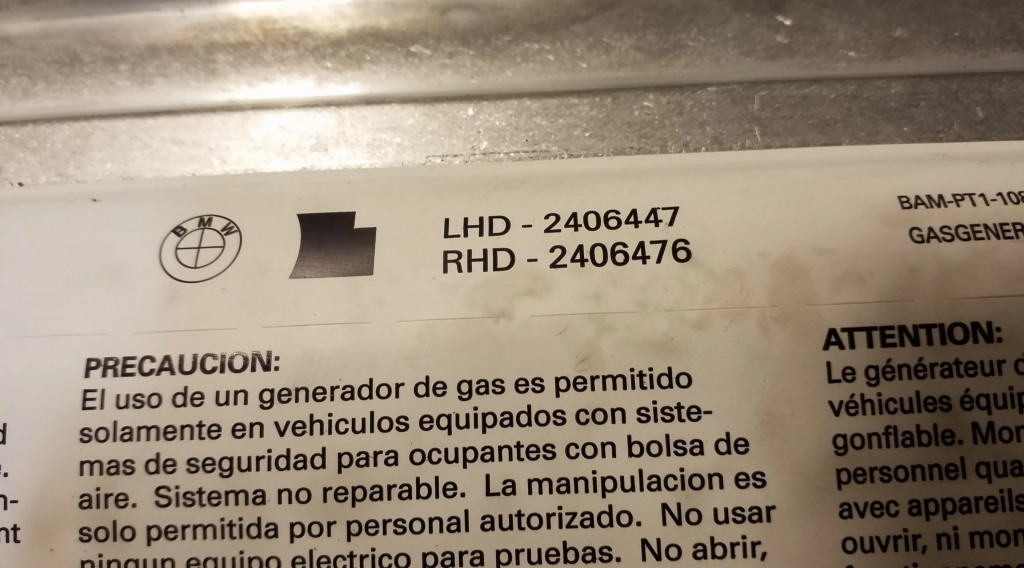 BMW
LHD - 2406447
RHD - 2406476
BAM-PT1-108
GASGENER
PRECAUCION:
El uso de un generador de gas es permitido
solamente en vehiculos equipados con siste-
mas de seguridad para ocupantes con bolsa de
aire. Sistema no reparable. La manipulacion es
solo permitida por personal autorizado. No usar
ningun equipo electrico para pruebas. No abrir,
ATTENTION:
Le générateur
véhicules équip
gonflable. Mon
personnel qua
avec appareils
ouvrir, ni mon